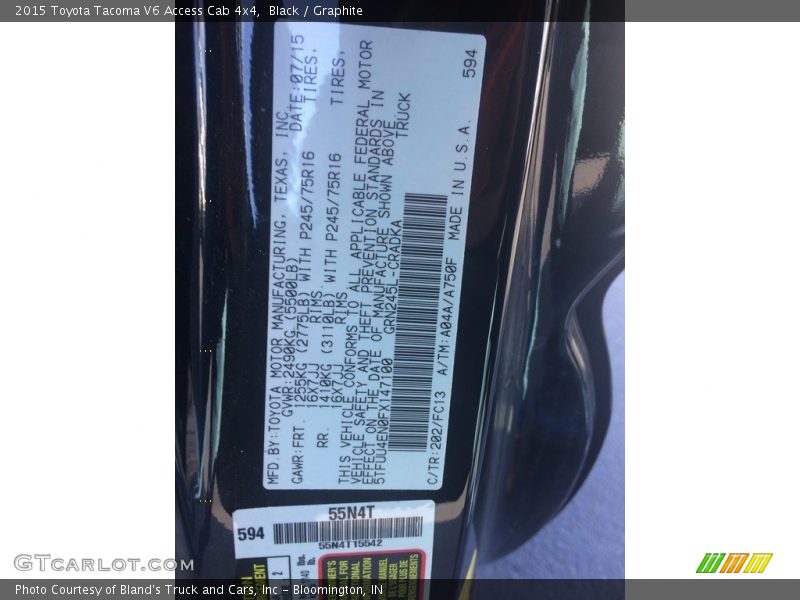 2015 Toyota Tacoma V6 Access Cab 4x4, Black / Graphite
MFD.BY:TOYOTA MOTOR MANUFACTURING, TEXAS, INC.
GVWR:2490KG (5500LB) DATE:07/15
GAWR:FRT. 1255KG (2775LB) WITH P245/75R16 TIRES,
16X7JJ RIMS
RR. 1410KG (3110LB) WITH P245/75R16 TIRES,
16X7JJ RIMS
THIS VEHICLE CONFORMS TO ALL APPLICABLE FEDERAL MOTOR
VEHICLE SAFETY AND THEFT PREVENTION STANDARDS IN
EFFECT ON THE DATE OF MANUFACTURE SHOWN ABOVE.
5TFUU4EN0FX147100 GRN245L-CRADKA TRUCK
C/TR:202/FC13 A/TM:A04A/A750F MADE IN U.S.A. 594
55N4T
594
55N4T15542
GTCARLOT.COM
Photo Courtesy of Bland's Truck and Cars, Inc - Bloomington, IN